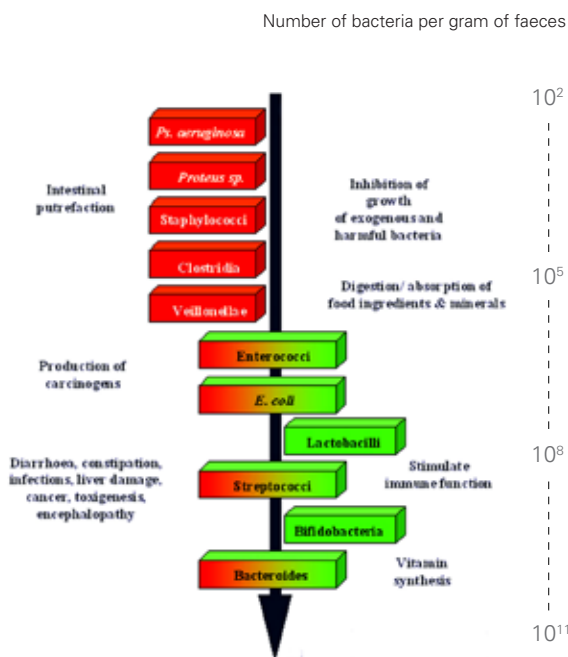 Number of bacteria per gram of faeces
10²
Ps. aeruginosa
Proteus sp.
Intestinal
putrefaction
Staphylococci
Inhibition of
growth
of exogenous and
harmful bacteria
Clostridia
10⁵
Digestion/ absorption of
food ingredients & minerals
Veillonellae
Enterococci
Production of
carcinogens
E. coli
Lactobacilli
10⁸
Diarrhoea, constipation,
infections, liver damage,
cancer, toxigenesis,
encephalopathy
Streptococci
Stimulate
immune function
Bifidobacteria
Bacteroides
Vitamin
synthesis
10¹¹